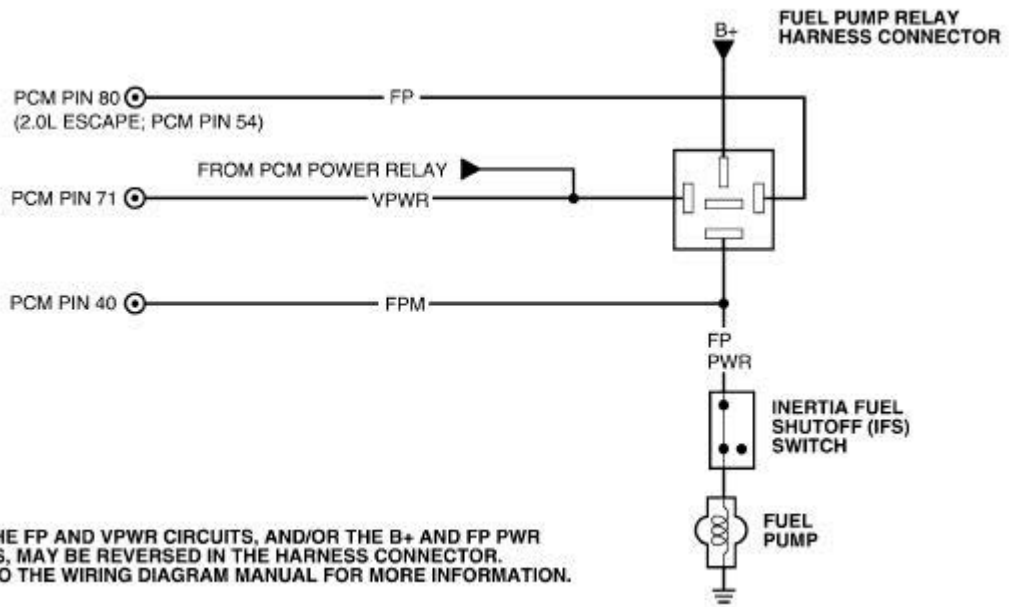 FUEL PUMP RELAY
HARNESS CONNECTOR
B+
PCM PIN 80
FP
(2.0L ESCAPE; PCM PIN 54)
FROM PCM POWER RELAY
PCM PIN 71
VPWR
PCM PIN 40
FPM
FP
PWR
INERTIA FUEL
SHUTOFF (IFS)
SWITCH
FUEL
PUMP
FP AND VPWR CIRCUITS, AND/OR THE B+ AND FP PWR
MAY BE REVERSED IN THE HARNESS CONNECTOR.
THE WIRING DIAGRAM MANUAL FOR MORE INFORMATION.